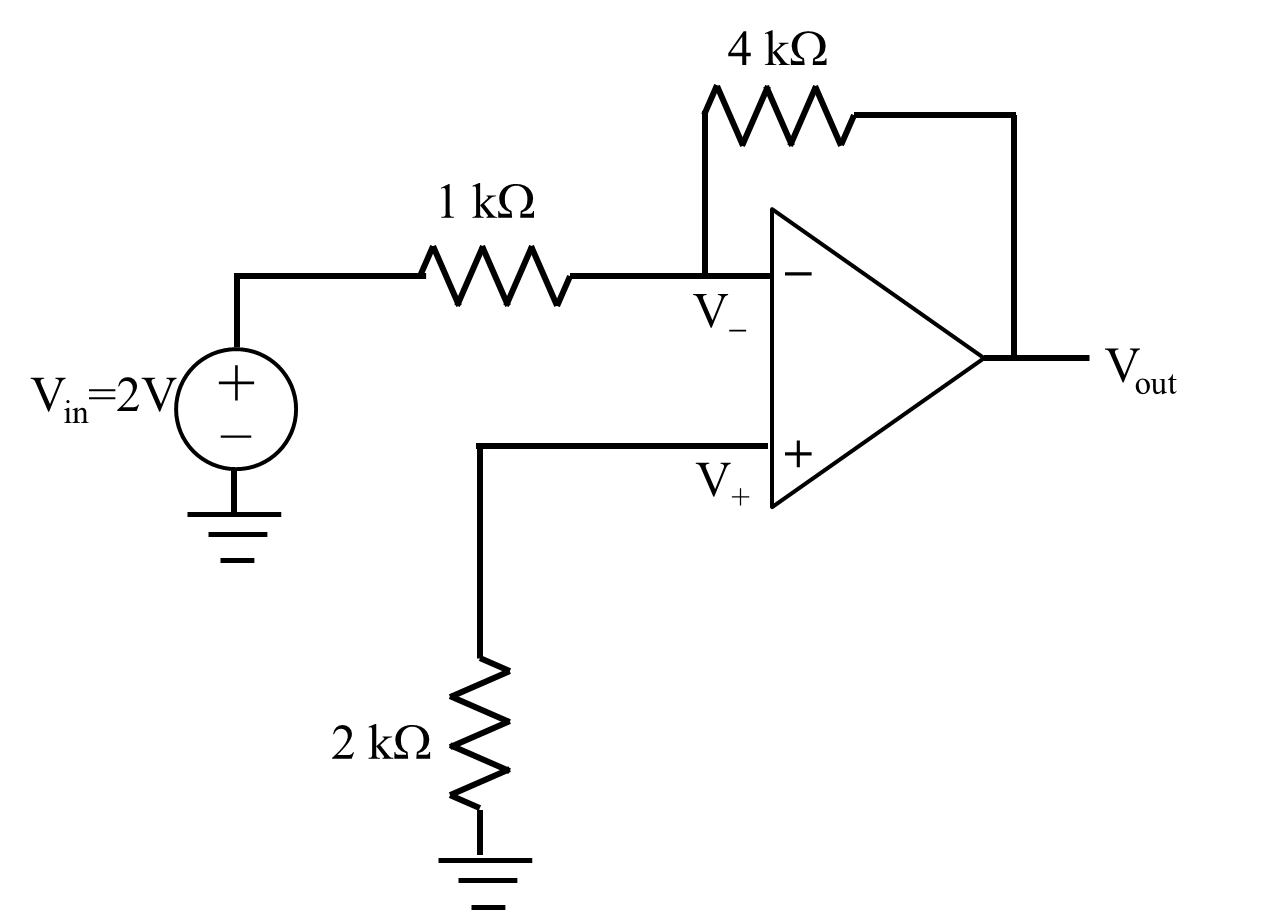 4 kΩ
1 kΩ
−
V−
Vin=2V
+
−
Vout
+
V+
2 kΩ